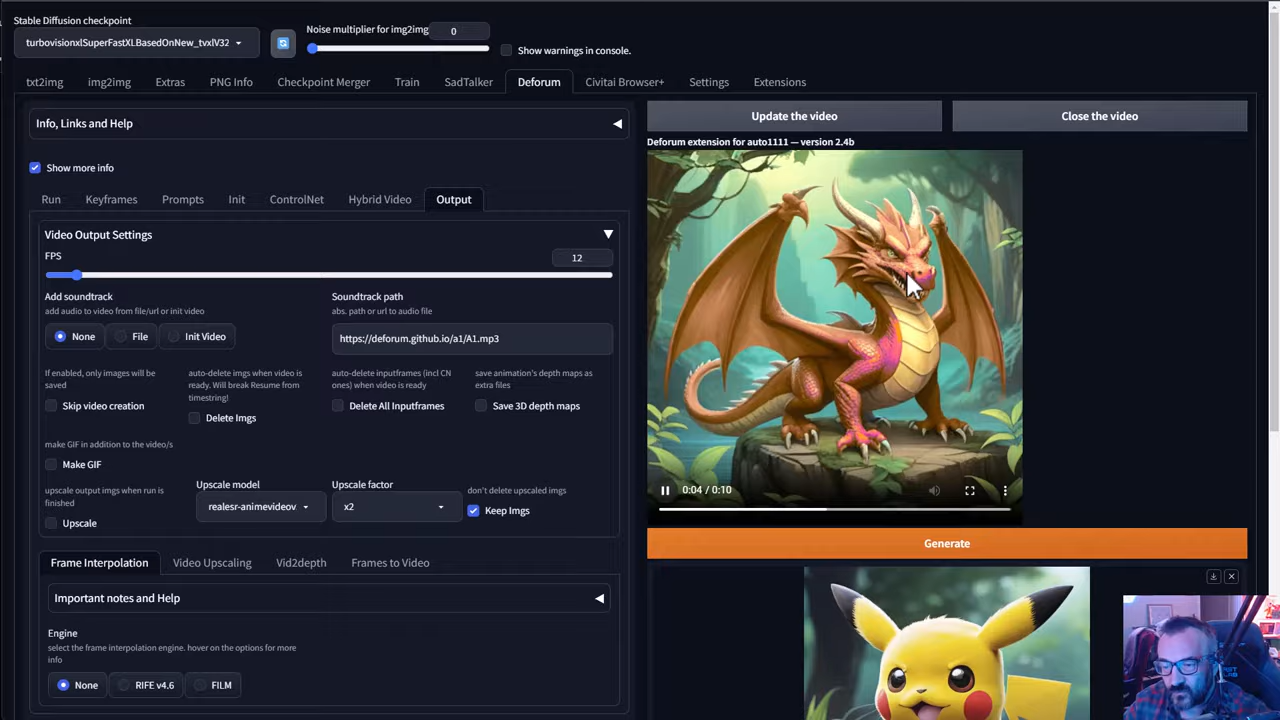 Stable Diffusion checkpoint
turbovisionxlSuperFastXLBasedOnNew_tvxlV32
Noise multiplier for img2img
0
Show warnings in console.
txt2img
img2img
Extras
PNG Info
Checkpoint Merger
Train
SadTalker
Deforum
Civitai Browser+
Settings
Extensions
Info, Links and Help
Show more info
Run
Keyframes
Prompts
Init
ControlNet
Hybrid Video
Output
Video Output Settings
FPS
12
Add soundtrack
add audio to video from file/url or init video
None
File
Init Video
Soundtrack path
abs. path or url to audio file
https://deforum.github.io/a1/A1.mp3
If enabled, only images will be
saved
Skip video creation
auto-delete imgs when video is
ready. Will break Resume from
timestring!
Delete Imgs
auto-delete inputframes (incl CN
ones) when video is ready
Delete All Inputframes
save animation's depth maps as
extra files
Save 3D depth maps
make GIF in addition to the video/s
Make GIF
upscale output imgs when run is
finished
Upscale
Upscale model
realesr-animevideov
Upscale factor
x2
don't delete upscaled imgs
Keep Imgs
Frame Interpolation
Video Upscaling
Vid2depth
Frames to Video
Important notes and Help
Engine
select the frame interpolation engine. hover on the options for more
info
None
RIFE v4.6
FILM
Update the video
Close the video
Deforum extension for auto1111 — version 2.4b
0:04 / 0:10
Generate